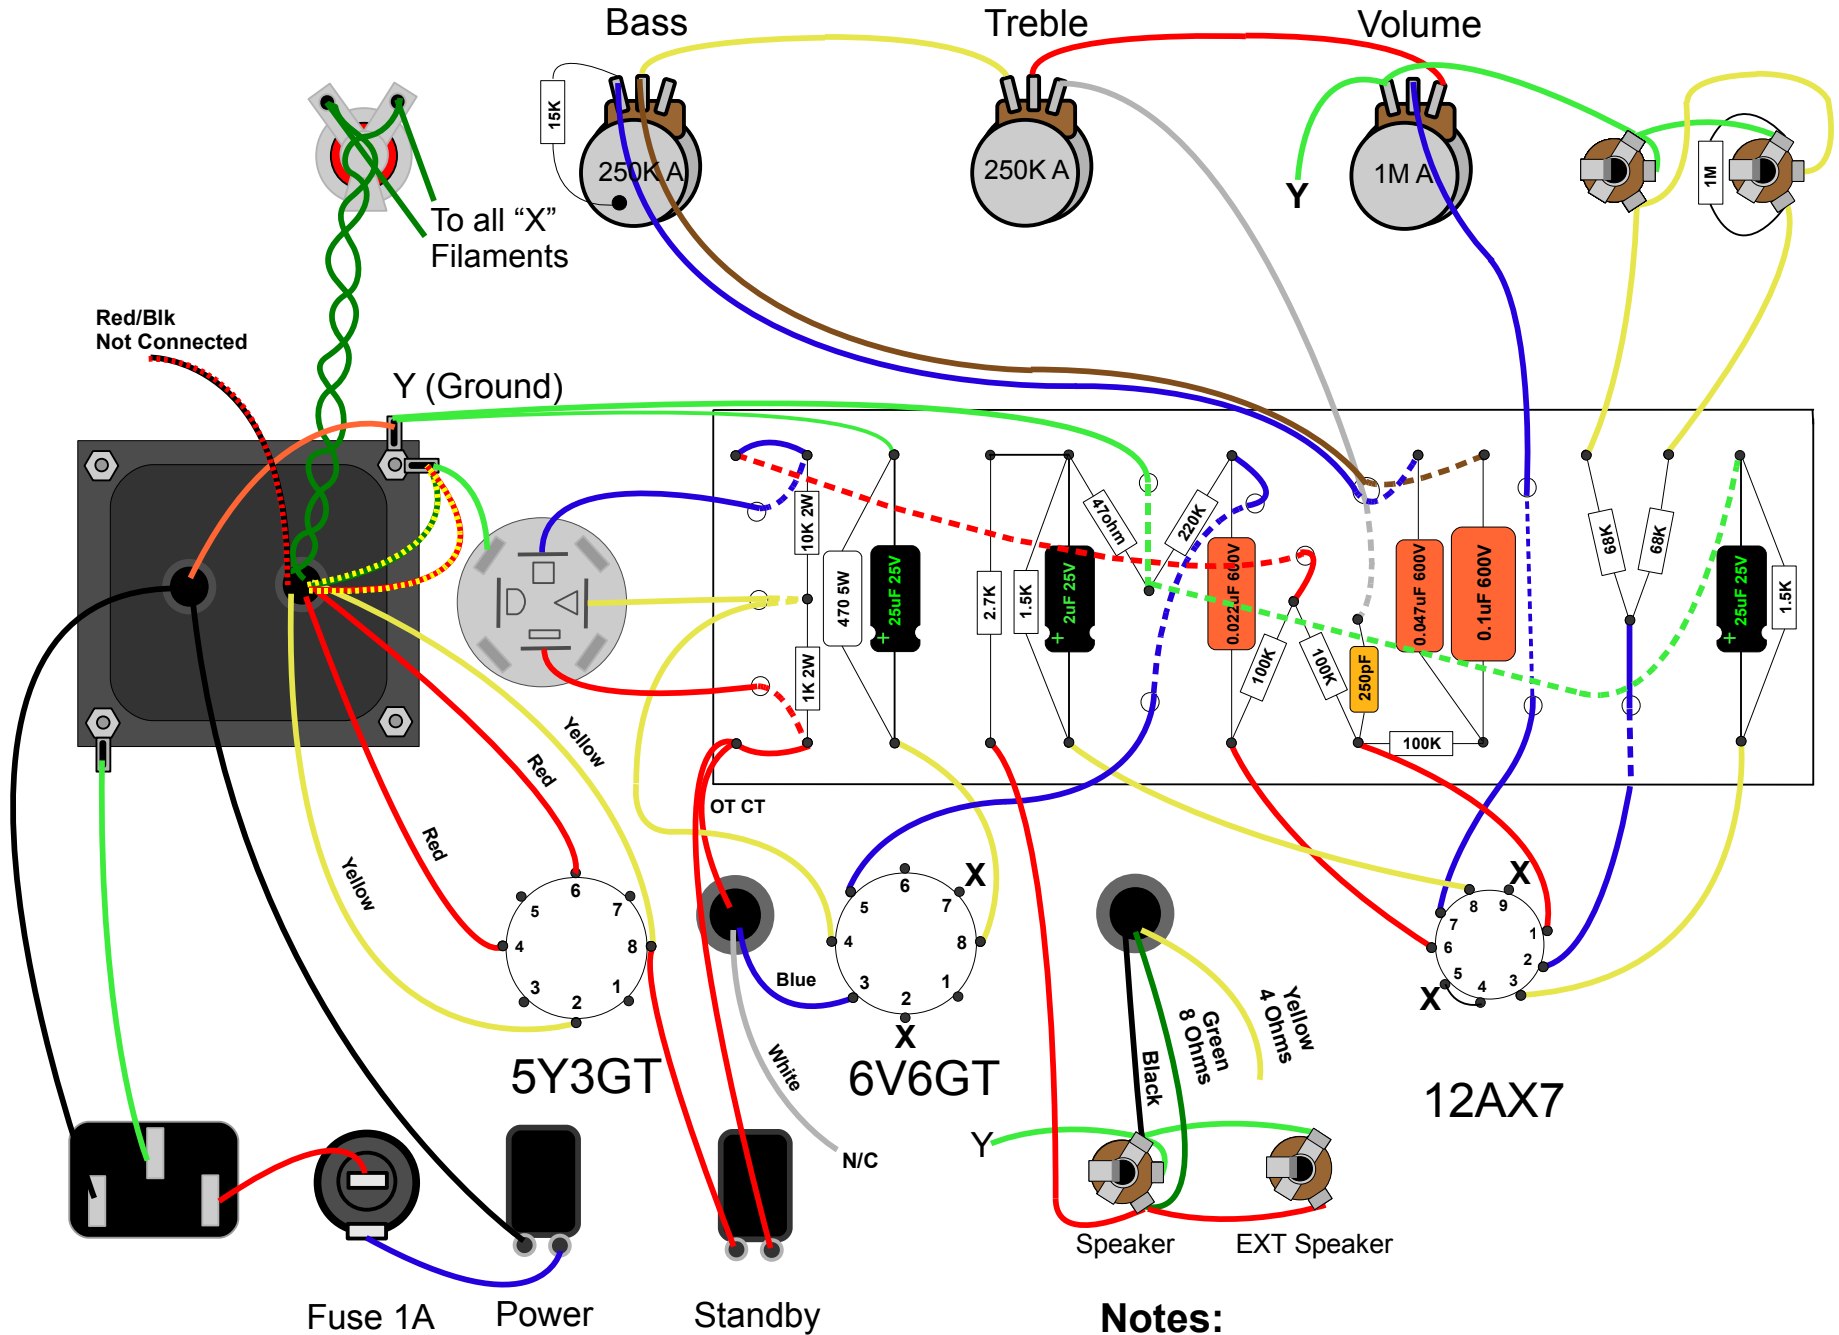 Bass
Treble
Volume
15K
250K A
250K A
1M A
1M
Y
To all “X”
Filaments
Red/Blk
Not Connected
Y (Ground)
10K 2W
470 5W
25uF 25V
+
1K 2W
2.7K
1.5K
2uF 25V
+
47ohm
220K
0.022uF 600V
100K
100K
250pF
0.047uF 600V
0.1uF 600V
100K
68K
68K
25uF 25V
+
1.5K
OT CT
Yellow
Red
Red
Yellow
6
5
7
4
8
3
1
2
5Y3GT
X
6
5
7
4
8
3
1
2
X
6V6GT
Blue
White
N/C
Black
Green
8 Ohms
Yellow
4 Ohms
X
8
9
7
1
6
2
5
4
3
X
12AX7
Y
Speaker
EXT Speaker
Fuse 1A
Power
Standby
Notes: